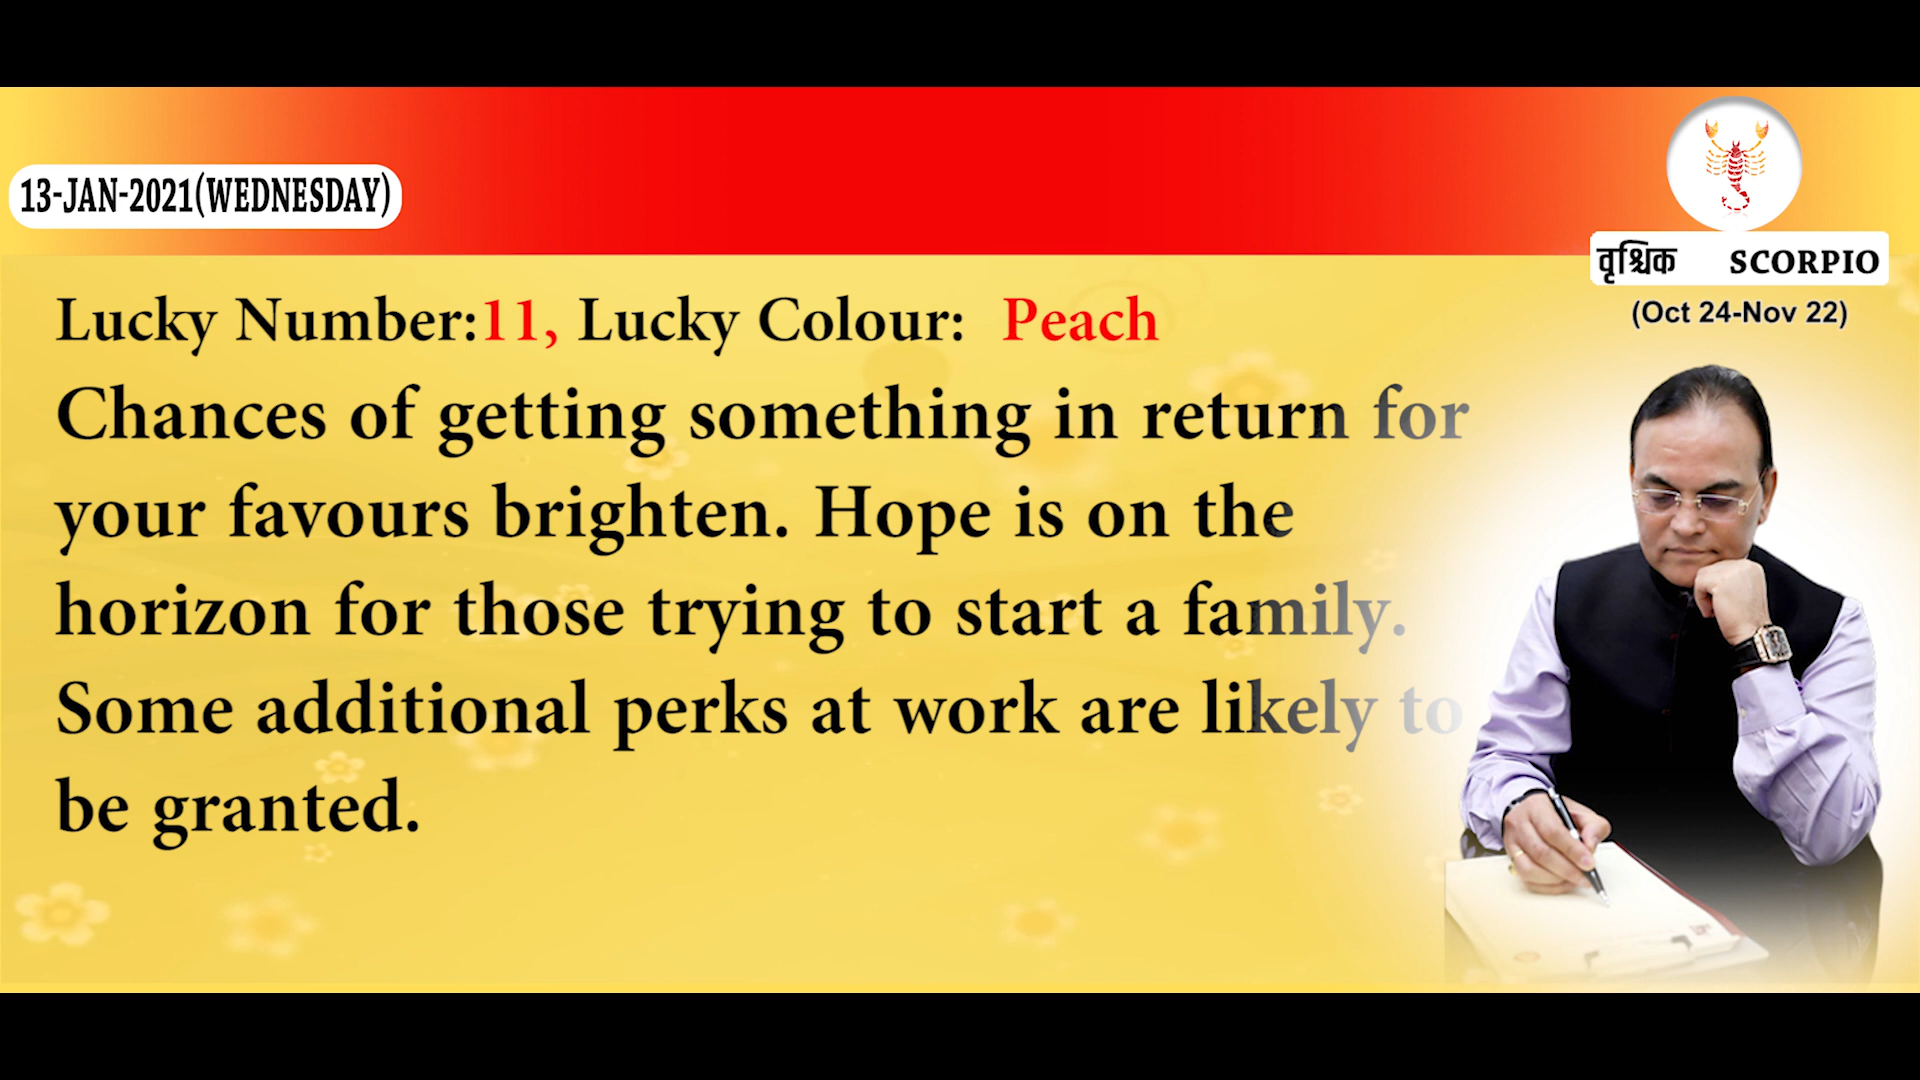 13-JAN-2021(WEDNESDAY)
वृश्चिक SCORPIO
(Oct 24-Nov 22)
Lucky Number:11, Lucky Colour: Peach
Chances of getting something in return for
your favours brighten. Hope is on the
horizon for those trying to start a family.
Some additional perks at work are likely to
be granted.